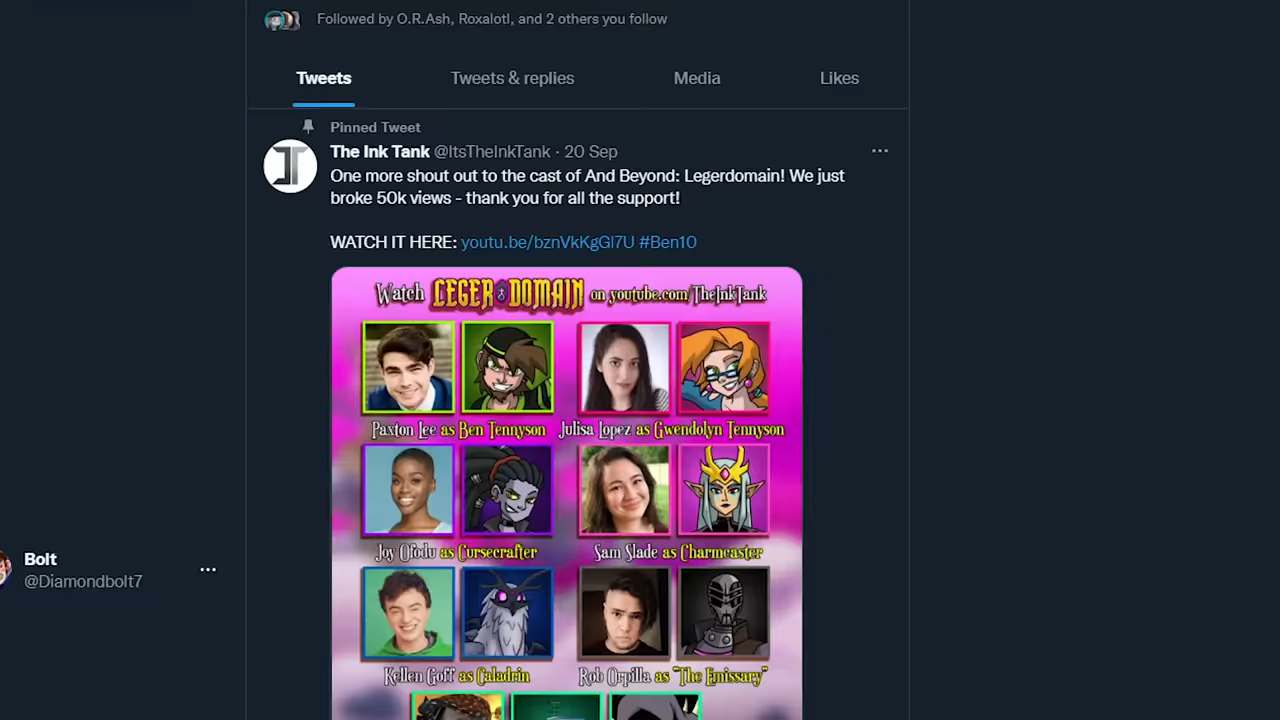 Followed by O.R.Ash, Roxalotl, and 2 others you follow
Tweets Tweets & replies Media Likes
Pinned Tweet
The Ink Tank @ItsTheInkTank · 20 Sep
One more shout out to the cast of And Beyond: Legerdomain! We just
broke 50k views - thank you for all the support!
WATCH IT HERE: youtu.be/bznVkKgGl7U #Ben10
Watch LEGERDOMAIN on youtube.com/TheInkTank
Paxton Lee as Ben Tennyson
Julisa Lopez as Gwendolyn Tennyson
Joy Ofodu as Cursecrafter
Sam Slade as Charmcaster
Kellen Goff as Caladrin
Rob Orpilla as "The Emissary"
Bolt
@Diamondbolt7